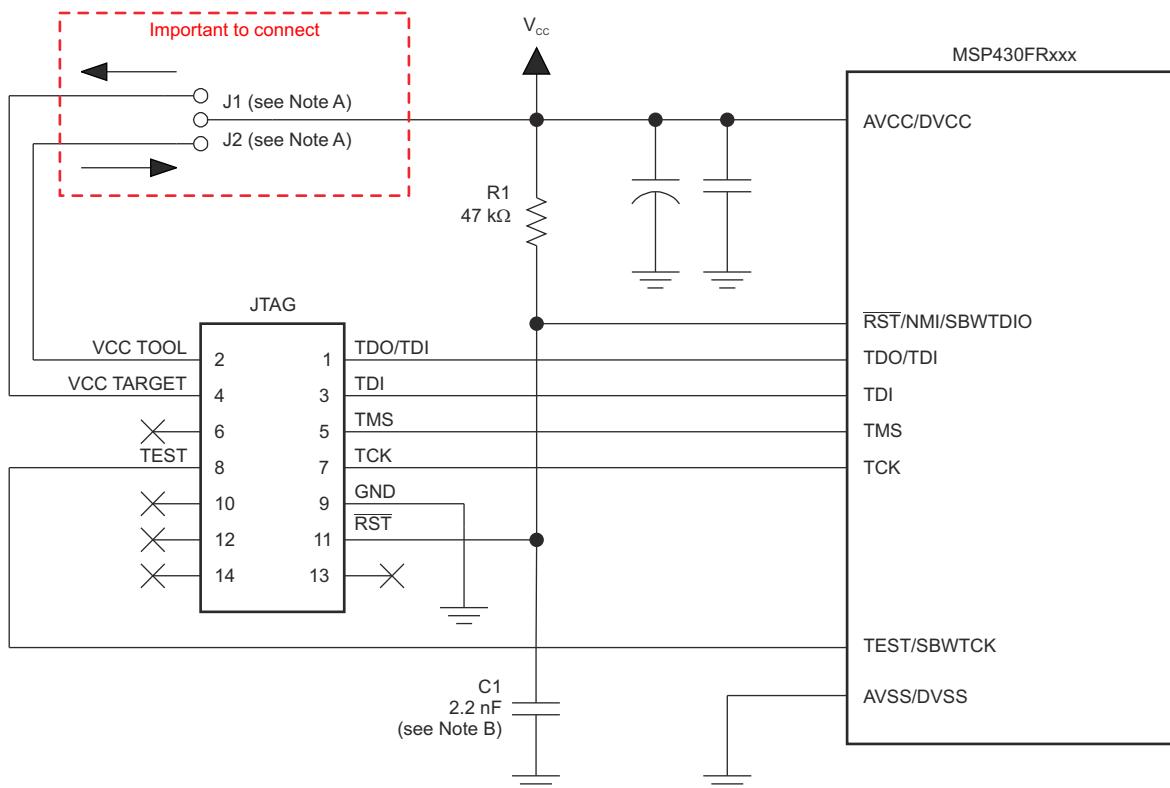 Important to connect
J1 (see Note A)
J2 (see Note A)
VCC
MSP430FRxxx
AVCC/DVCC
R1
47 kΩ
JTAG
RST/NMI/SBWTDIO
VCC TOOL
2
1
TDO/TDI
TDO/TDI
VCC TARGET
4
3
TDI
TDI
6
5
TMS
TMS
TEST
8
7
TCK
TCK
10
9
GND
12
11
RST
14
13
TEST/SBWTCK
C1
2.2 nF
(see Note B)
AVSS/DVSS